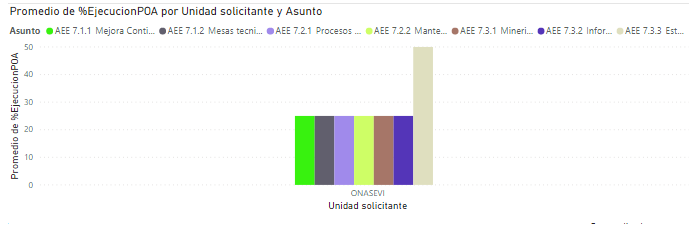 Promedio de %EjecucionPOA por Unidad solicitante y Asunto
Asunto AEE 7.1.1 Mejora Conti... AEE 7.1.2 Mesas tecni... AEE 7.2.1 Procesos ... AEE 7.2.2 Mante... AEE 7.3.1 Mineri... AEE 7.3.2 Infor... AEE 7.3.3 Est...
Promedio de %EjecucionPOA
50
40
30
20
10
0
ONASEVI
Unidad solicitante